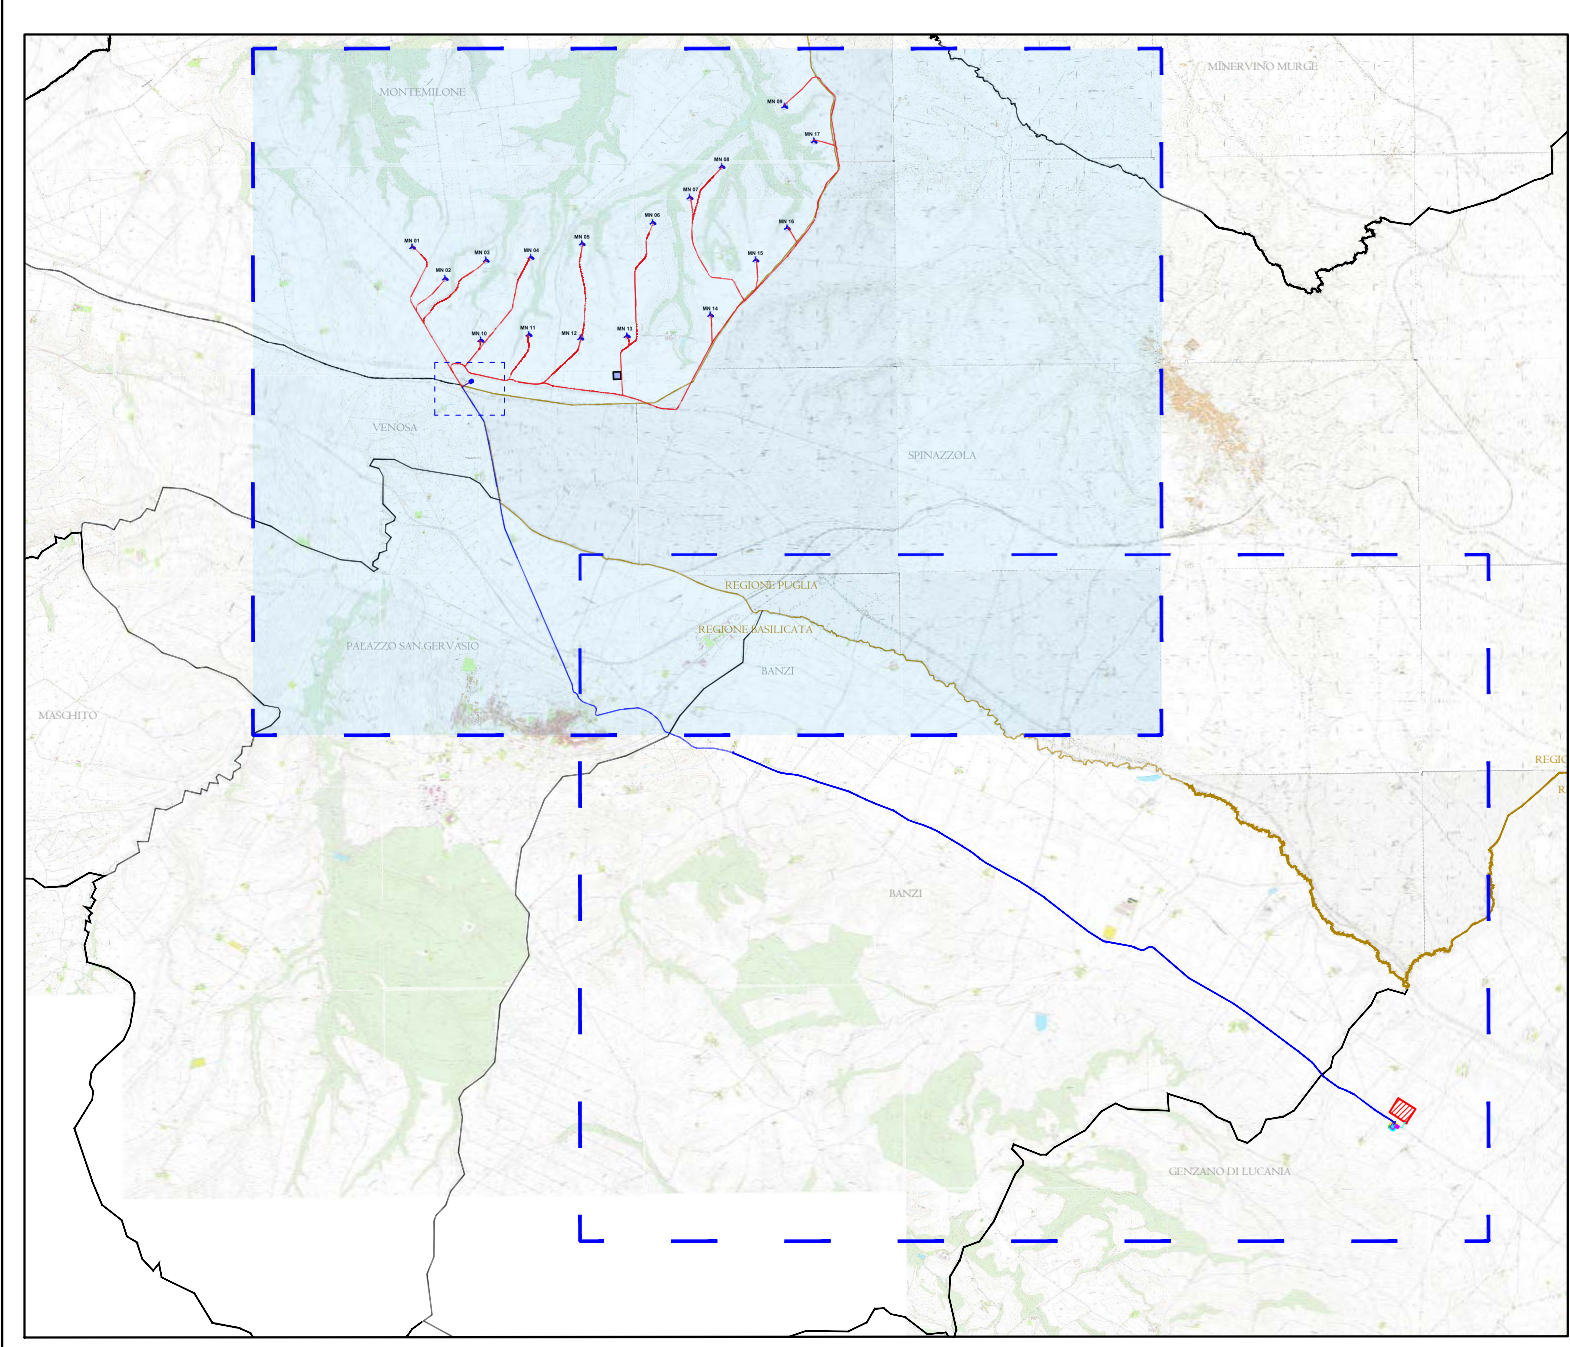 MINERVINO MURGE
MONTEMILONE
MN 09
MN 17
MN 08
MN 07
MN 06
MN 16
MN 05
MN 01
MN 03
MN 04
MN 15
MN 02
MN 14
MN 10
MN 11
MN 12
MN 13
VENOSA
SPINAZZOLA
REGIONE PUGLIA
REGIONE BASILICATA
PALAZZO SAN GERVASIO
BANZI
MASCHITO
REGIO
R
BANZI
GENZANO DI LUCANIA